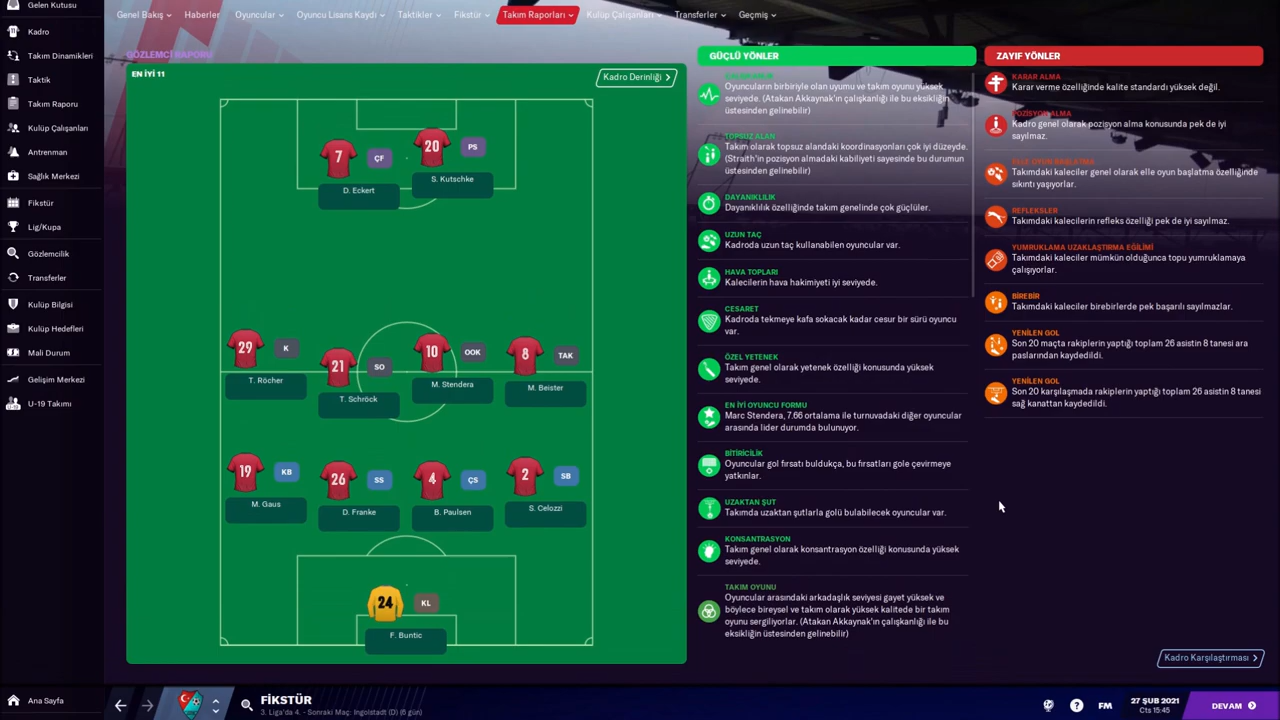 Gelen Kutusu
Kadro
Takım Dinamikleri
Taktik
Takım Raporu
Kulüp Çalışanları
Antrenman
Sağlık Merkezi
Fikstür
Lig/Kupa
Gözlemcilik
Transferler
Kulüp Bilgisi
Kulüp Hedefleri
Mali Durum
Gelişim Merkezi
U-19 Takımı
Ana Sayfa
Genel Bakış Haberler Oyuncular Oyuncu Lisans Kaydı Taktikler Fikstür Takım Raporları Kulüp Çalışanları Transferler Geçmiş
GÖZLEMCİ RAPORU
EN İYİ 11
Kadro Derinliği
7 ÇF
D. Eckert
20 PS
S. Kutschke
29 K
T. Röcher
21 SO
T. Schröck
10 OOK
M. Stendera
8 TAK
M. Beister
19 KB
M. Gaus
26 SS
D. Franke
4 ÇS
B. Paulsen
2 SB
S. Celozzi
24 KL
F. Buntic
GÜÇLÜ YÖNLER
Oyuncuların birbiriyle olan uyumu ve takım oyunu yüksek
seviyede. (Atakan Akkaynak'ın çalışkanlığı ile bu eksikliğin
üstesinden gelinebilir)
TOPSUZ ALAN
Takım olarak topsuz alandaki koordinasyonları çok iyi düzeyde.
(Straith'in pozisyon almadaki kabiliyeti sayesinde bu durumun
üstesinden gelinebilir)
DAYANIKLILIK
Dayanıklılık özelliğinde takım genelinde çok güçlüler.
UZUN TAÇ
Kadroda uzun taç kullanabilen oyuncular var.
HAVA TOPLARI
Kalecilerin hava hakimiyeti iyi seviyede.
CESARET
Kadroda tekmeye kafa sokacak kadar cesur bir sürü oyuncu
var.
ÖZEL YETENEK
Takım genel olarak yetenek özelliği konusunda yüksek
seviyede.
EN İYİ OYUNCU FORMU
Marc Stendera, 7.66 ortalama ile turnuvadaki diğer oyuncular
arasında lider durumda bulunuyor.
BİTİRİCİLİK
Oyuncular gol fırsatı buldukça, bu fırsatları gole çevirmeye
yatkınlar.
UZAKTAN ŞUT
Takımda uzaktan şutlarla golü bulabilecek oyuncular var.
KONSANTRASYON
Takım genel olarak konsantrasyon özelliği konusunda yüksek
seviyede.
TAKIM OYUNU
Oyuncular arasındaki arkadaşlık seviyesi gayet yüksek ve
böylece bireysel ve takım olarak yüksek kalitede bir takım
oyunu sergiliyorlar. (Atakan Akkaynak'ın çalışkanlığı ile bu
eksikliğin üstesinden gelinebilir)
ZAYIF YÖNLER
KARAR ALMA
Karar verme özelliğinde kalite standardı yüksek değil.
POZİSYON ALMA
Kadro genel olarak pozisyon alma konusunda pek de iyi
sayılmaz.
Takımdaki kaleciler genel olarak elle oyun başlatma özelliğinde
sıkıntı yaşıyorlar.
REFLEKSLER
Takımdaki kalecilerin refleks özelliği pek de iyi sayılmaz.
YUMRUKLAMA UZAKLAŞTIRMA EĞİLİMİ
Takımdaki kaleciler mümkün olduğunca topu yumruklamaya
çalışıyorlar.
BİREBİR
Takımdaki kaleciler birebirlerde pek başarılı sayılmazlar.
YENİLEN GOL
Son 20 maçta rakiplerin yaptığı toplam 26 asistin 8 tanesi ara
paslarından kaydedildi.
YENİLEN GOL
Son 20 karşılaşmada rakiplerin yaptığı toplam 26 asistin 8 tanesi
sağ kanattan kaydedildi.
Kadro Karşılaştırması
FİKSTÜR
3. Liga'da 4. - Sonraki Maç: Ingolstadt (D) (6 gün)
? FM
27 ŞUB 2021
Cts 15:45
DEVAM